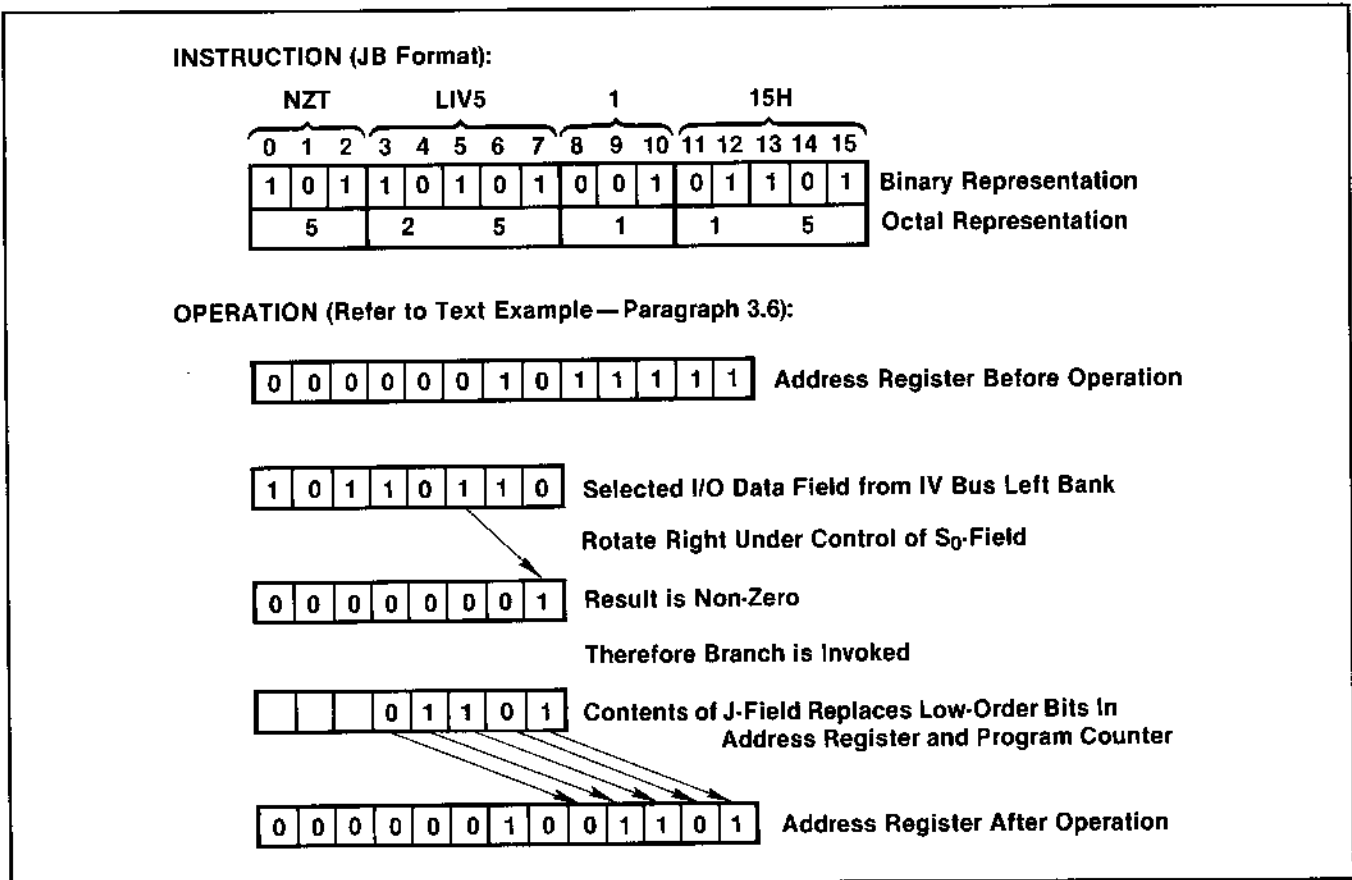 INSTRUCTION (JB Format):
NZT LIV5 1 15H
0 1 2 3 4 5 6 7 8 9 10 11 12 13 14 15
1 0 1 1 0 1 0 1 0 0 1 0 1 1 0 1 Binary Representation
5 2 5 1 1 5 Octal Representation
OPERATION (Refer to Text Example—Paragraph 3.6):
0 0 0 0 0 0 1 0 1 1 1 1 1 Address Register Before Operation
1 0 1 1 0 1 1 0 Selected I/O Data Field from IV Bus Left Bank
Rotate Right Under Control of S0-Field
0 0 0 0 0 0 0 1 Result is Non-Zero
Therefore Branch is Invoked
0 1 1 0 1 Contents of J-Field Replaces Low-Order Bits In
Address Register and Program Counter
0 0 0 0 0 0 1 0 0 1 1 0 1 Address Register After Operation